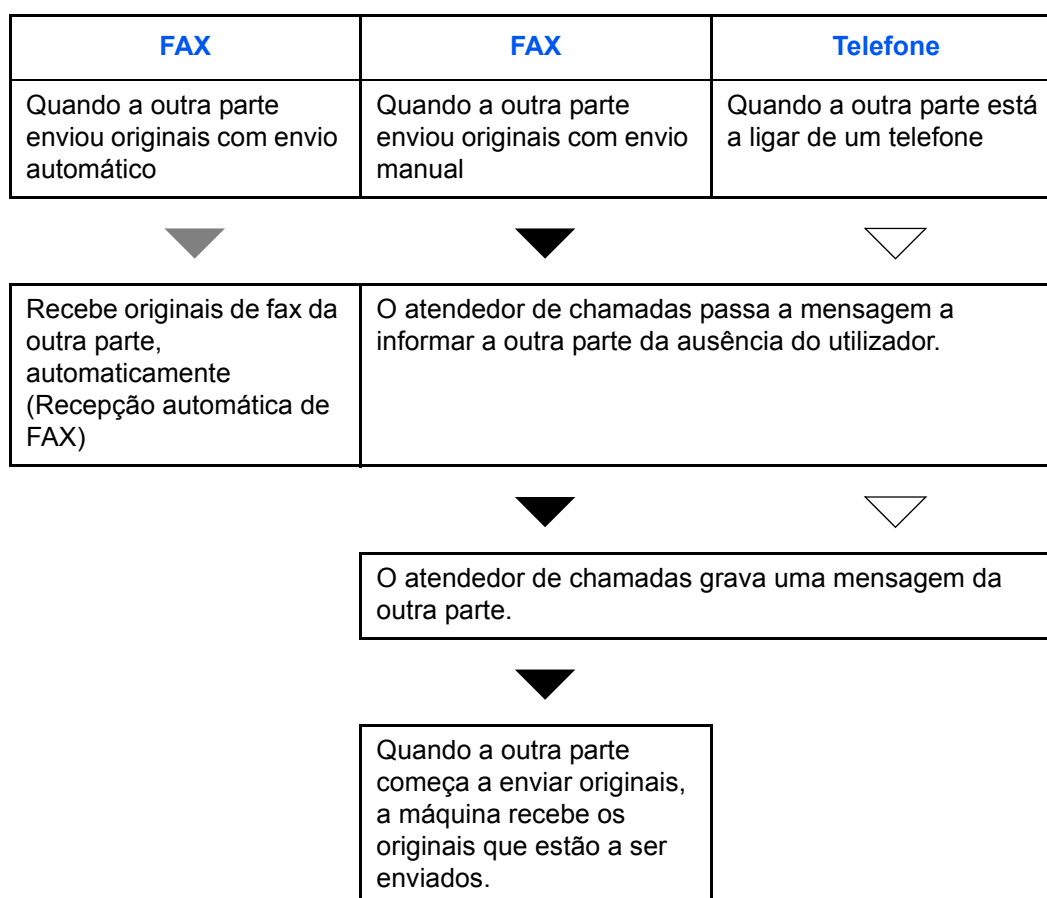 FAX
FAX
Telefone
Quando a outra parte
enviou originais com envio
automático
Quando a outra parte
enviou originais com envio
manual
Quando a outra parte está
a ligar de um telefone
Recebe originais de fax da
outra parte,
automaticamente
(Recepção automática de
FAX)
O atendedor de chamadas passa a mensagem a
informar a outra parte da ausência do utilizador.
O atendedor de chamadas grava uma mensagem da
outra parte.
Quando a outra parte
começa a enviar originais,
a máquina recebe os
originais que estão a ser
enviados.